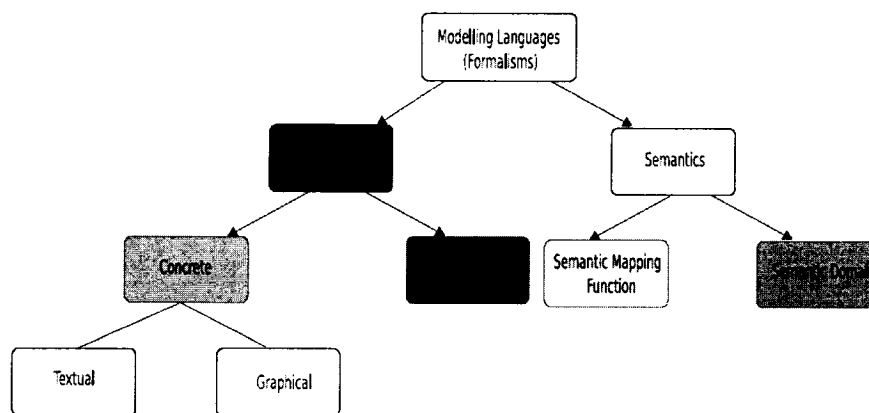 Modelling Languages
(Formalisms)
Semantics
Concrete
Semantic Mapping
Function
Textual
Graphical